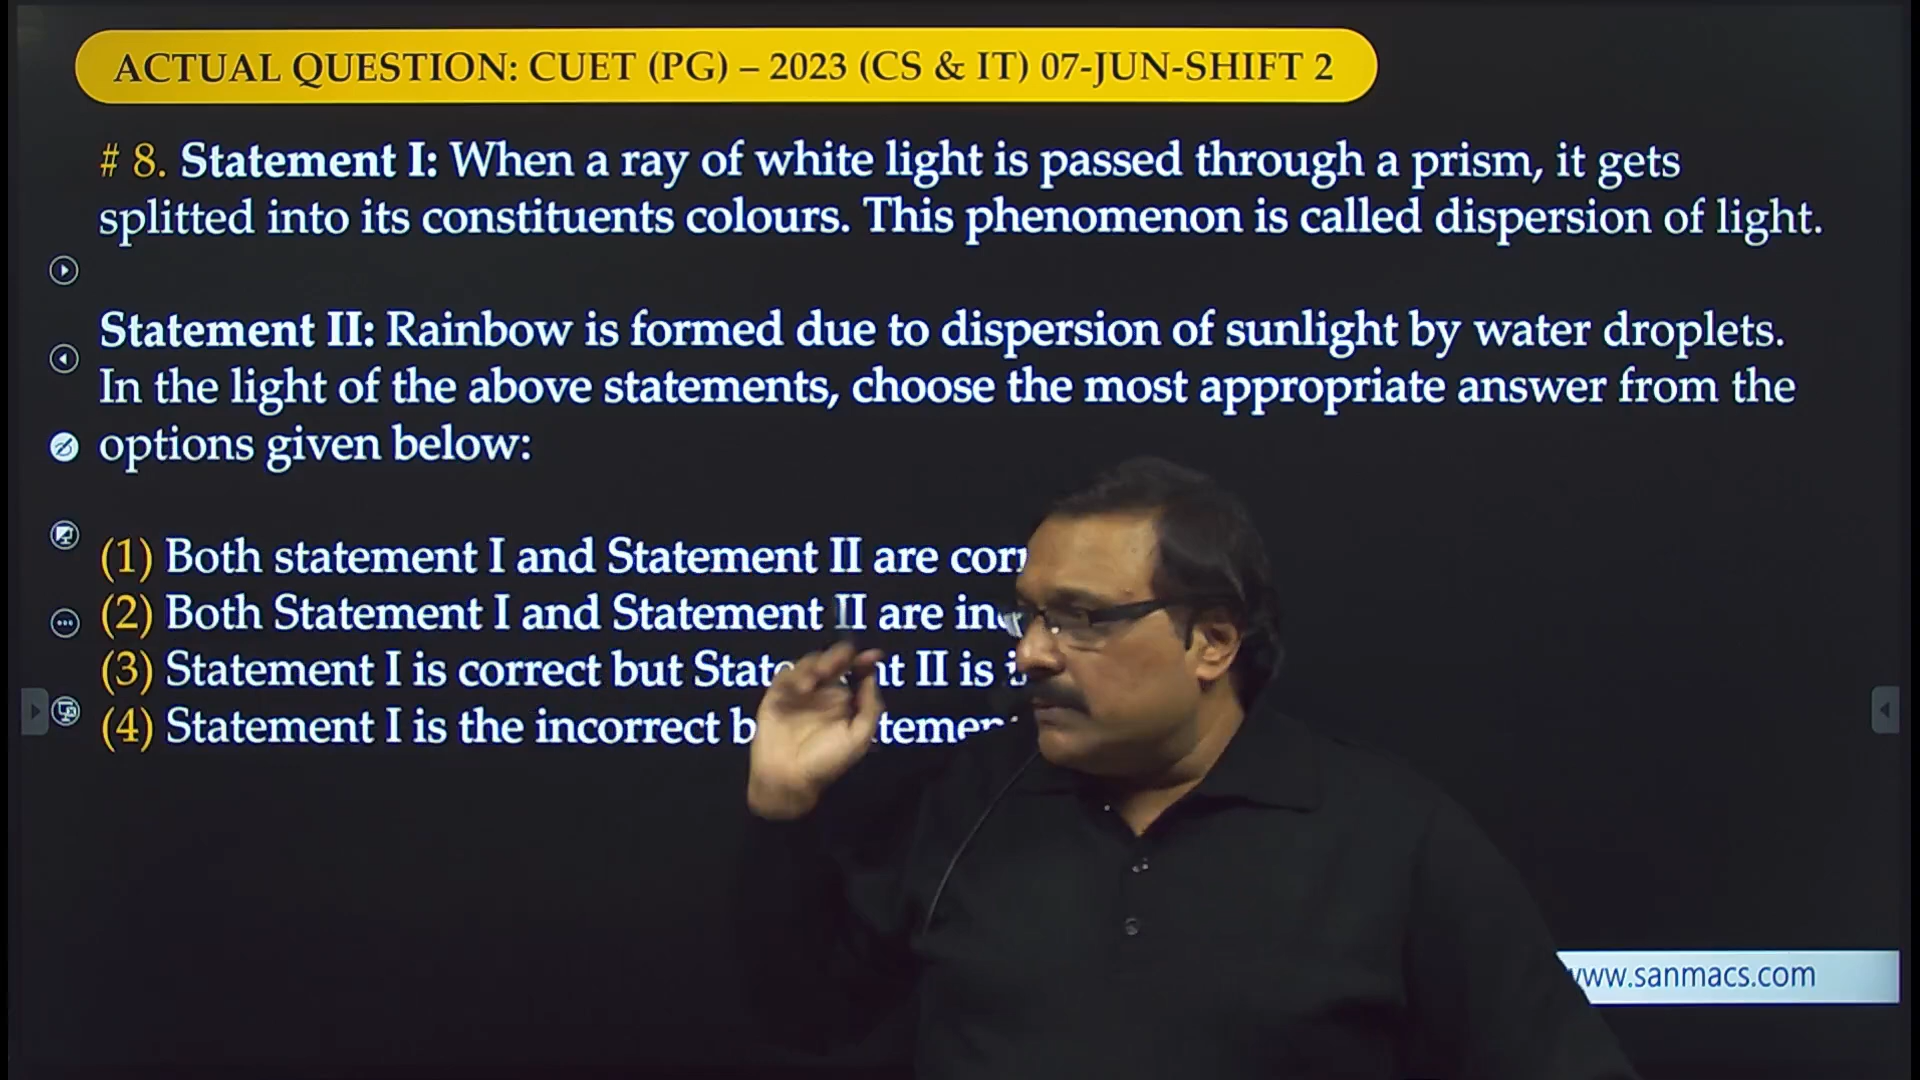 ACTUAL QUESTION: CUET (PG) – 2023 (CS & IT) 07-JUN-SHIFT 2
# 8. Statement I: When a ray of white light is passed through a prism, it gets
splitted into its constituents colours. This phenomenon is called dispersion of light.
Statement II: Rainbow is formed due to dispersion of sunlight by water droplets.
In the light of the above statements, choose the most appropriate answer from the
options given below:
(1) Both statement I and Statement II are
(2) Both Statement I and Statement II are
(3) Statement I is correct but II is
(4) Statement I is the incorrect
www.sanmacs.com